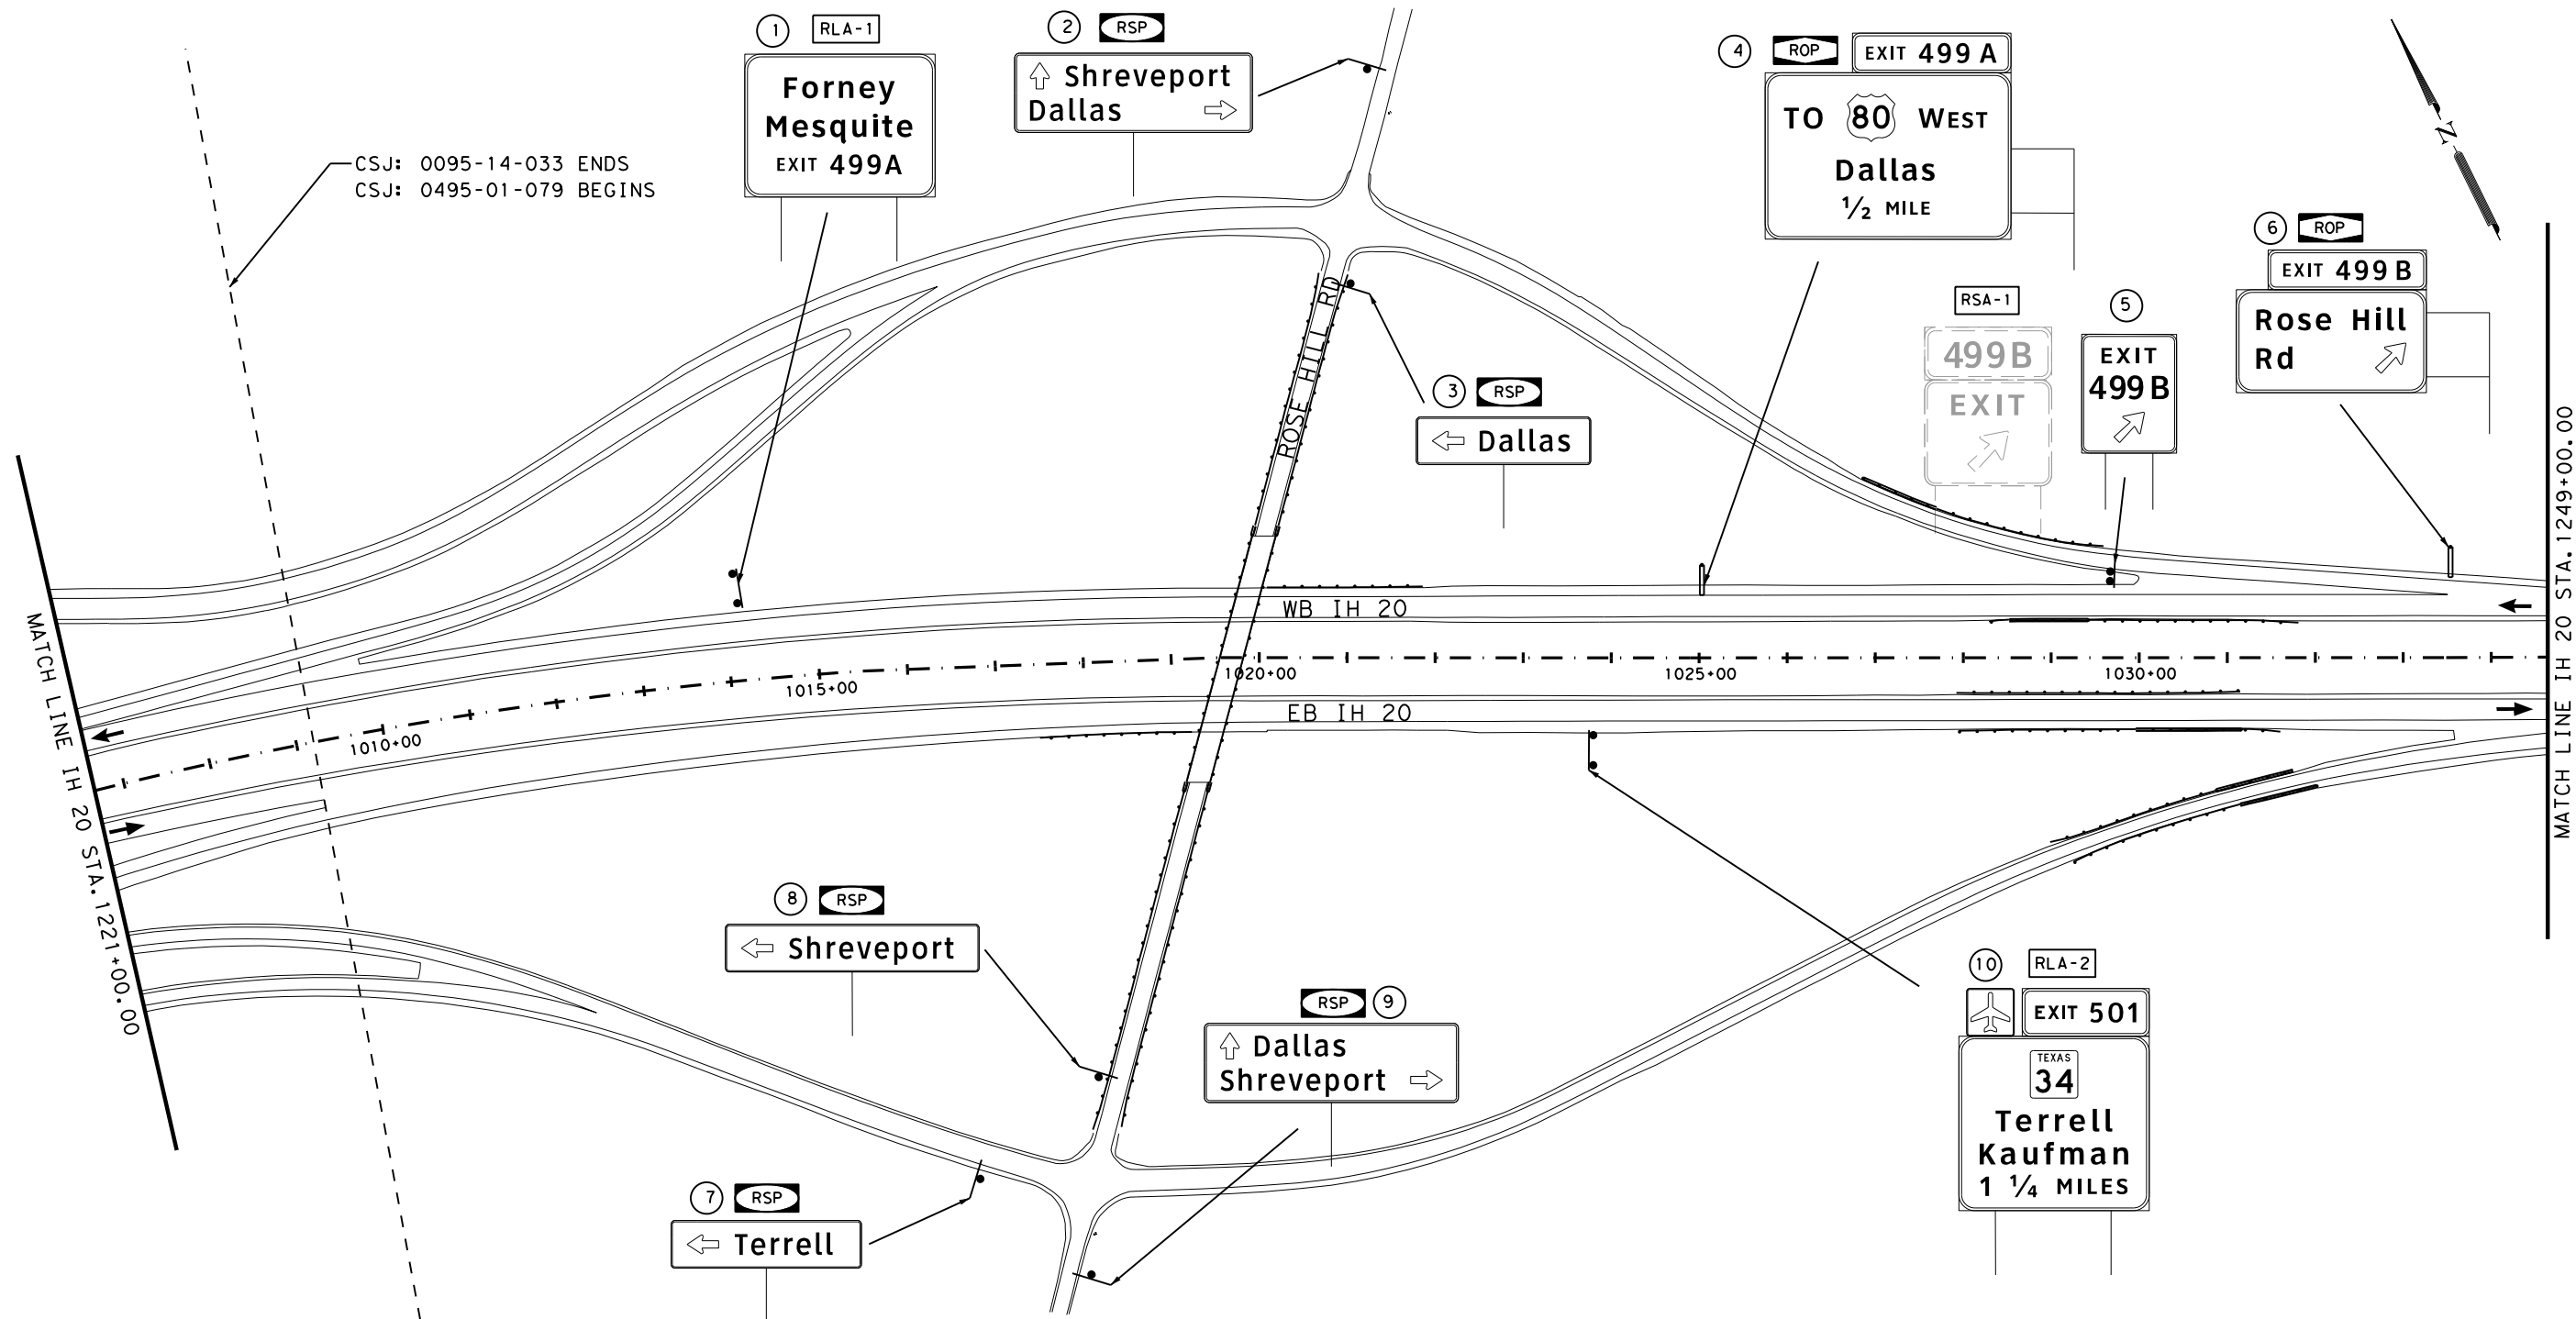 1 RLA-1
Forney
Mesquite
EXIT 499A
2 RSP
Shreveport
Dallas
4 ROP EXIT 499 A
TO 80 WEST
Dallas
1/2 MILE
N
CSJ: 0095-14-033 ENDS
CSJ: 0495-01-079 BEGINS
6 ROP
EXIT 499 B
Rose Hill
Rd
RSA-1
499B
EXIT
5
EXIT
499B
ROSE HILL RD
3 RSP
Dallas
MATCH LINE IH 20 STA. 1249+00.00
WB IH 20
1010+00
1015+00
1020+00
1025+00
1030+00
EB IH 20
MATCH LINE IH 20 STA. 1221+00.00
8 RSP
Shreveport
RSP 9
Dallas
Shreveport
10 RLA-2
EXIT 501
TEXAS
34
Terrell
Kaufman
1 1/4 MILES
7 RSP
Terrell